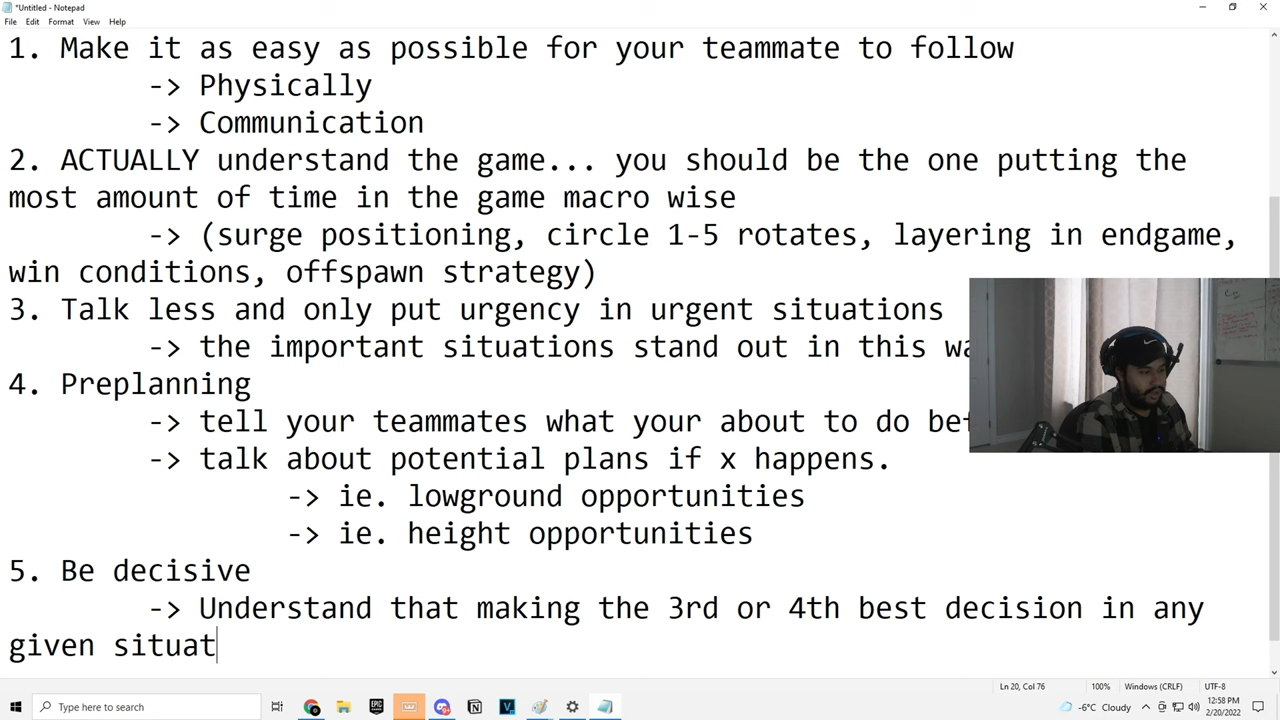 *Untitled - Notepad
File Edit Format View Help
1. Make it as easy as possible for your teammate to follow
-> Physically
-> Communication
2. ACTUALLY understand the game... you should be the one putting the
most amount of time in the game macro wise
-> (surge positioning, circle 1-5 rotates, layering in endgame,
win conditions, offspawn strategy)
3. Talk less and only put urgency in urgent situations
-> the important situations stand out in this
4. Preplanning
-> tell your teammates what your about to do
-> talk about potential plans if x happens.
-> ie. lowground opportunities
-> ie. height opportunities
5. Be decisive
-> Understand that making the 3rd or 4th best decision in any
given situat
Ln 20, Col 76 100% Windows (CRLF) UTF-8
Type here to search
-6°C Cloudy
12:58 PM
2/20/2022